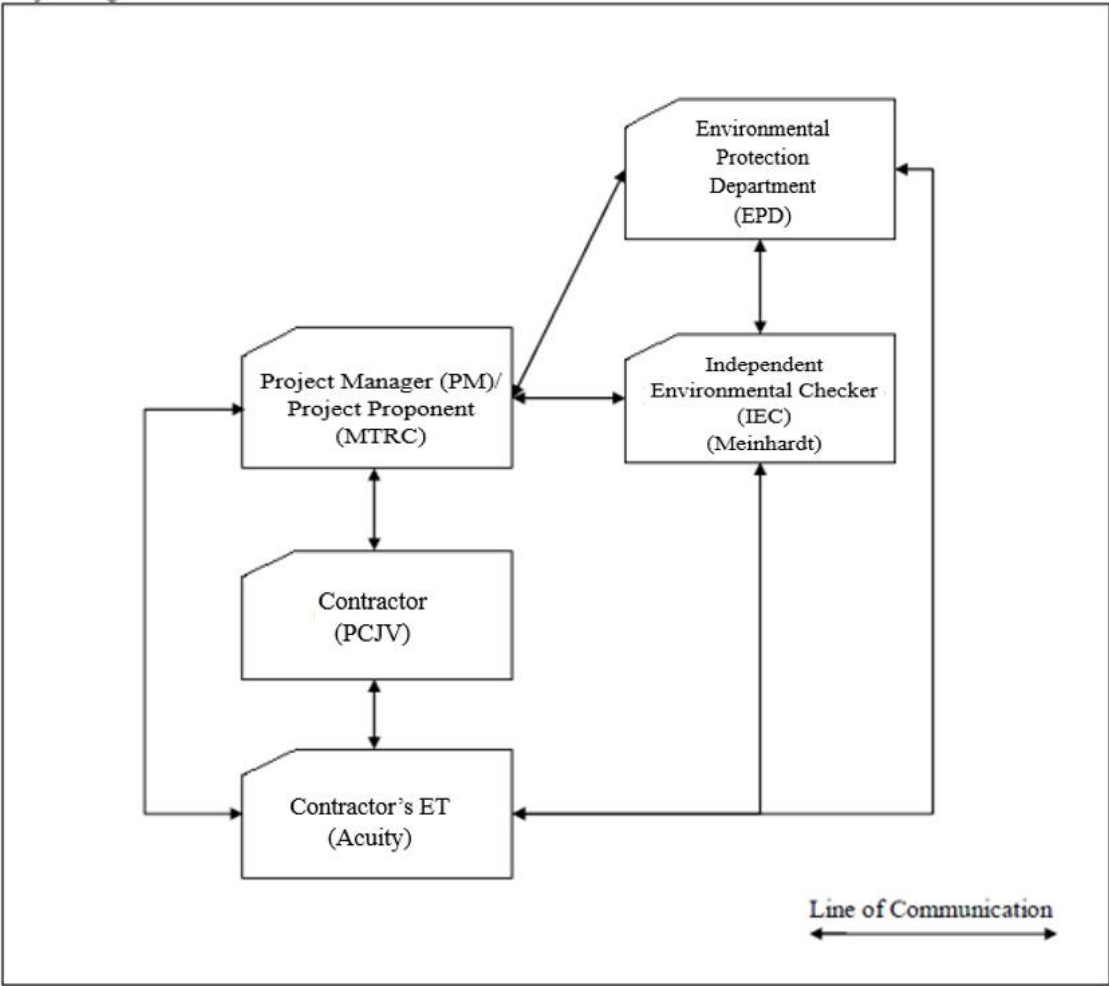 Environmental
Protection
Department
(EPD)
Project Manager (PM)/
Project Proponent
(MTRC)
Independent
Environmental Checker
(IEC)
(Meinhardt)
Contractor
(PCJV)
Contractor’s ET
(Acuity)
Line of Communication